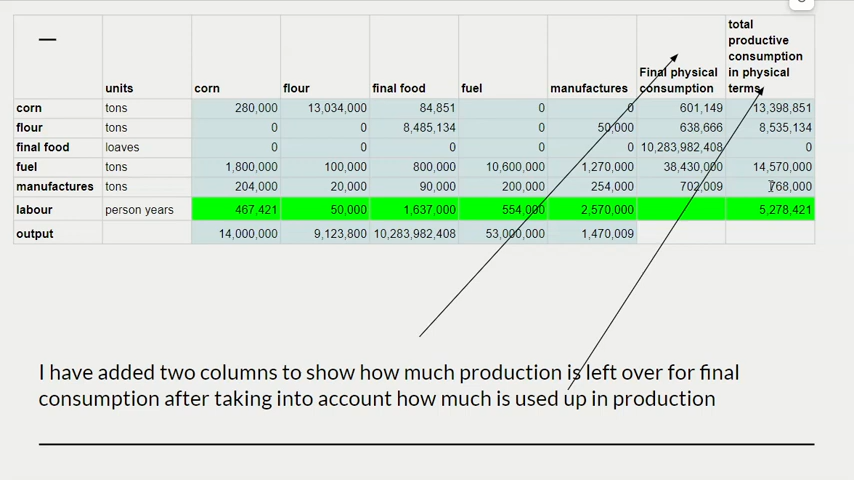 total
productive
consumption
in physical
terms
Final physical
consumption
units corn flour final food fuel manufactures
corn tons 280,000 13,034,000 84,851 0 0 601,149 13,398,851
flour tons 0 0 8,485,134 0 50,000 638,666 8,535,134
final food loaves 0 0 0 0 0 10,283,982,408 0
fuel tons 1,800,000 100,000 800,000 10,600,000 1,270,000 38,430,000 14,570,000
manufactures tons 204,000 20,000 90,000 200,000 254,000 702,009 768,000
labour person years 467,421 50,000 1,637,000 554,000 2,570,000 5,278,421
output 14,000,000 9,123,800 10,283,982,408 53,000,000 1,470,009
I have added two columns to show how much production is left over for final
consumption after taking into account how much is used up in production